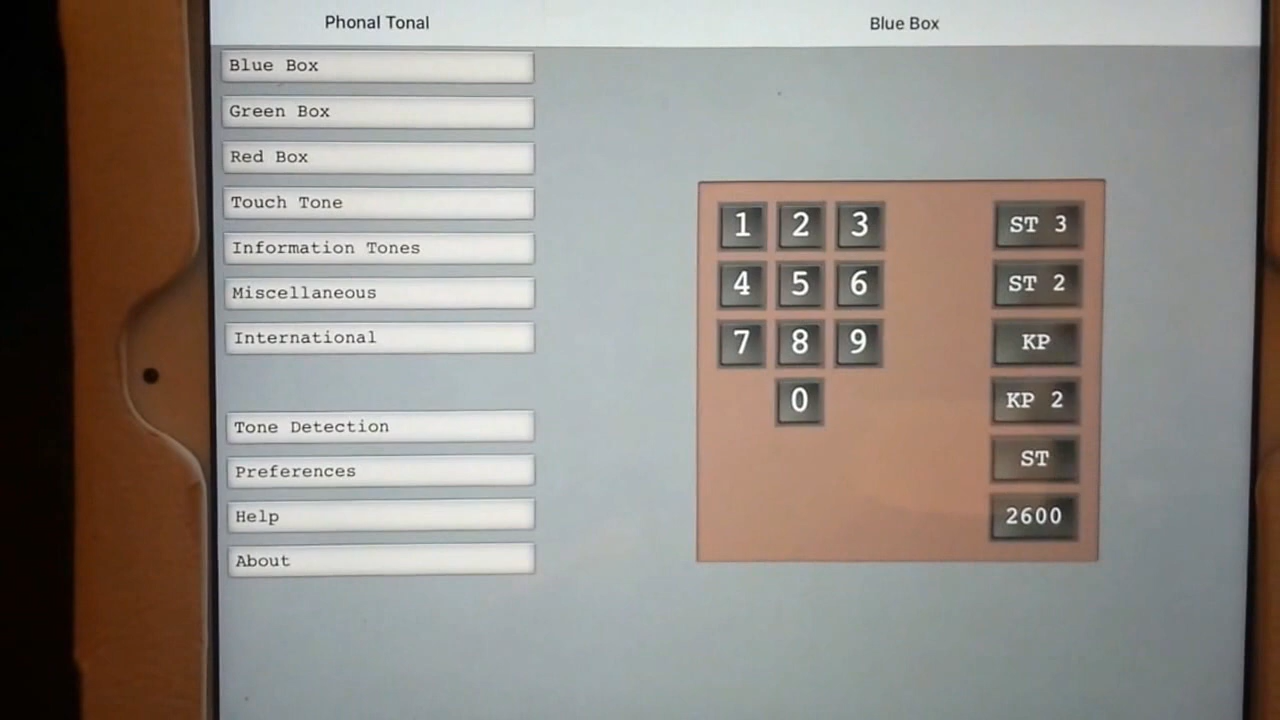 Phonal Tonal
Blue Box
Blue Box
Green Box
Red Box
Touch Tone
Information Tones
Miscellaneous
International
Tone Detection
Preferences
Help
About
1 2 3 ST 3
4 5 6 ST 2
7 8 9 KP
0 KP 2
ST
2600